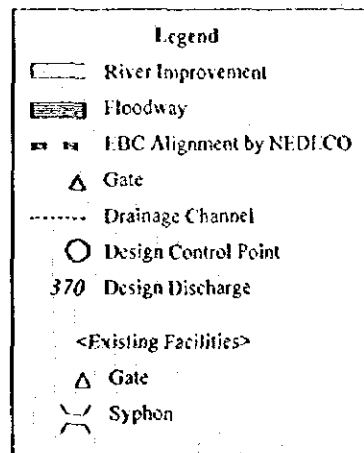 Legend
River Improvement
Floodway
EBC Alignment by NEDECO
Gate
Drainage Channel
Design Control Point
370 Design Discharge
<Existing Facilities>
Gate
Syphon